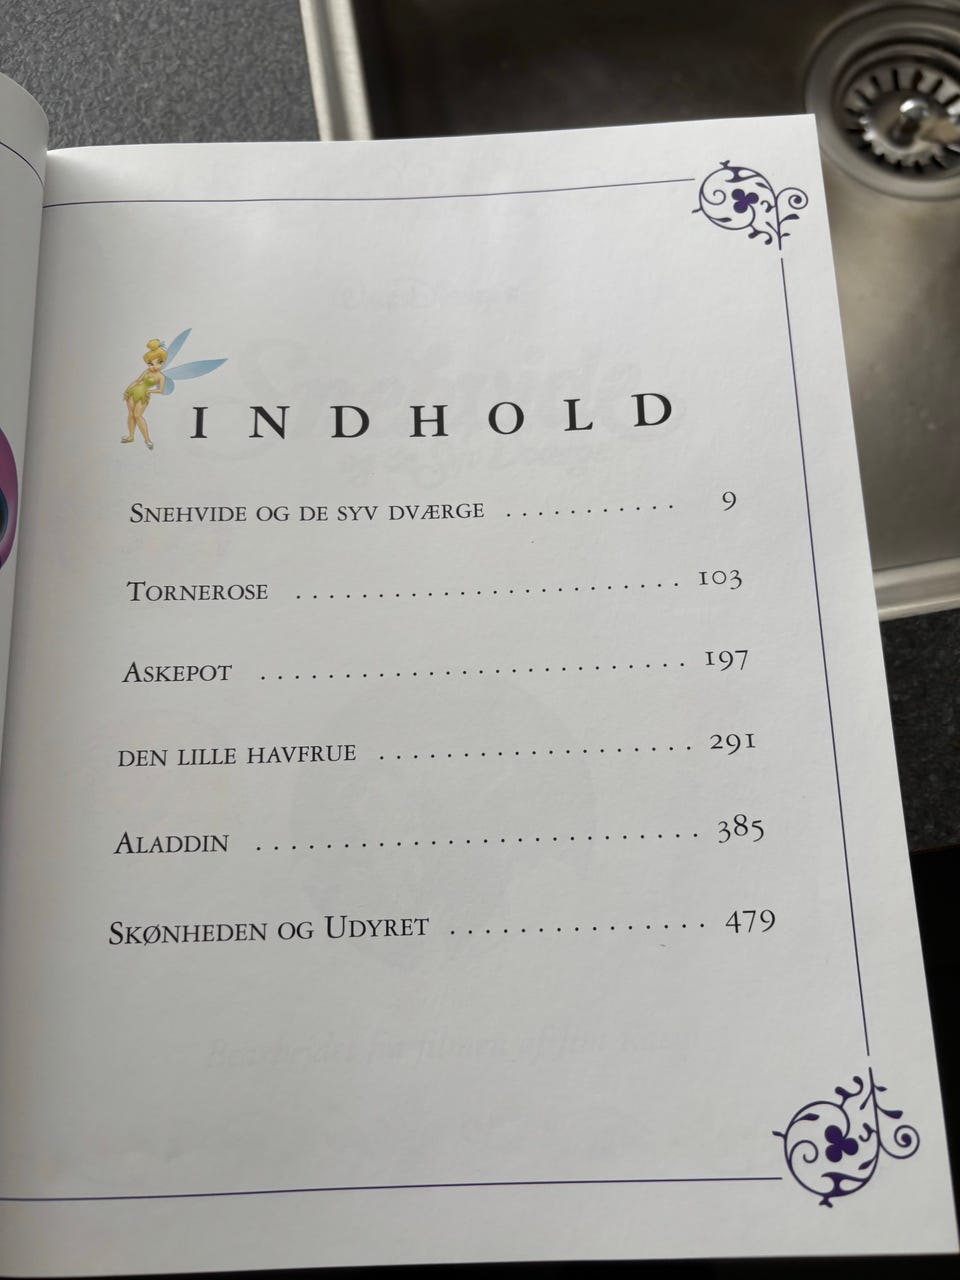 INDHOLD
SNEHVIDE OG DE SYV DVÆRGE . . . . . . . . . . . 9
TORNEROSE . . . . . . . . . . . . . . . . . . . . . . . . 103
ASKEPOT . . . . . . . . . . . . . . . . . . . . . . . . . . 197
DEN LILLE HAVFRUE . . . . . . . . . . . . . . . . . . . 291
ALADDIN . . . . . . . . . . . . . . . . . . . . . . . . . . . 385
SKØNHEDEN OG UDYRET . . . . . . . . . . . . . . . . 479